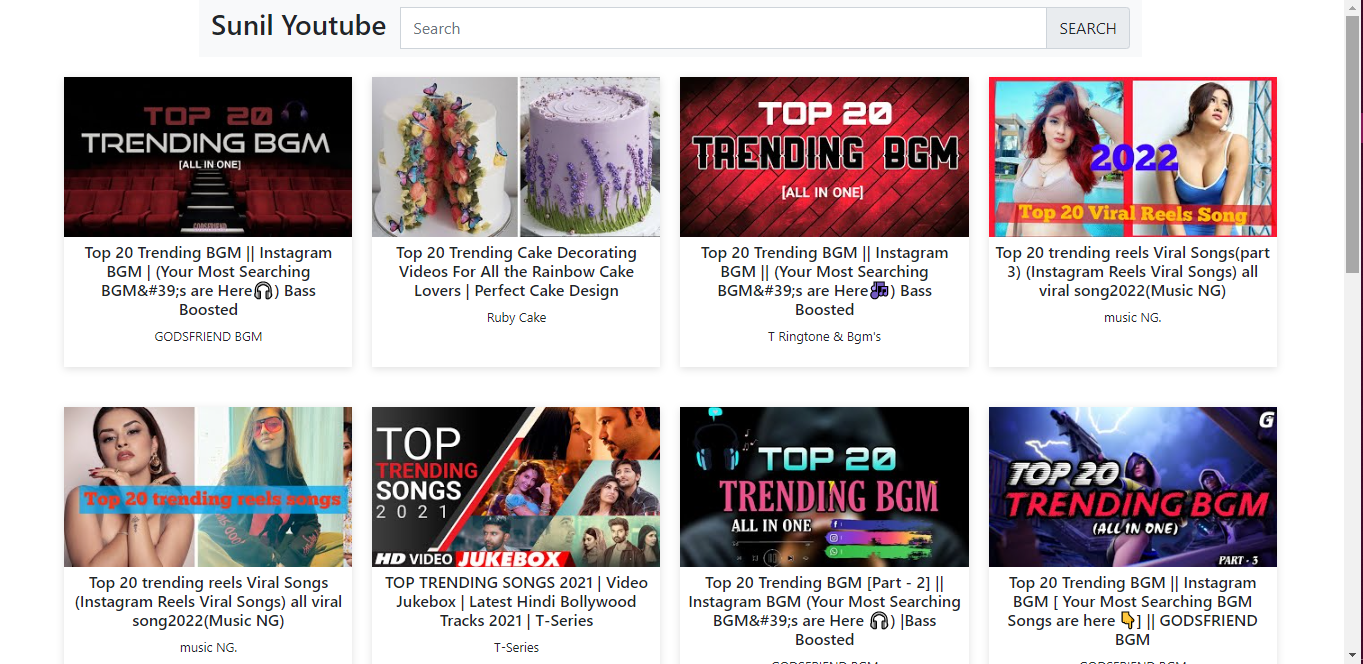 Sunil Youtube
Search
SEARCH
TOP 20
TRENDING BGM
[ALL IN ONE]
GODSFRIEND
TOP 20
TRENDING BGM
[ALL IN ONE]
2022
Top 20 Viral Reels Song
Top 20 Trending BGM || Instagram
BGM | (Your Most Searching
BGM&#39;s are Here🎧) Bass
Boosted
GODSFRIEND BGM
Top 20 Trending Cake Decorating
Videos For All the Rainbow Cake
Lovers | Perfect Cake Design
Ruby Cake
Top 20 Trending BGM || Instagram
BGM || (Your Most Searching
BGM&#39;s are Here🎶) Bass
Boosted
T Ringtone & Bgm's
Top 20 trending reels Viral Songs(part
3) (Instagram Reels Viral Songs) all
viral song2022(Music NG)
music NG.
Top 20 trending reels songs
TOP
TRENDING
SONGS
2021
HD VIDEO JUKEBOX
TOP 20
TRENDING BGM
ALL IN ONE
G
TOP 20
TRENDING BGM
(ALL IN ONE)
PART - 3
Top 20 trending reels Viral Songs
(Instagram Reels Viral Songs) all viral
song2022(Music NG)
music NG.
TOP TRENDING SONGS 2021 | Video
Jukebox | Latest Hindi Bollywood
Tracks 2021 | T-Series
T-Series
Top 20 Trending BGM [Part - 2] ||
Instagram BGM (Your Most Searching
BGM&#39;s are Here 🎧) |Bass
Boosted
GODSFRIEND BGM
Top 20 Trending BGM || Instagram
BGM [ Your Most Searching BGM
Songs are here 👇] || GODSFRIEND
BGM
GODSFRIEND BGM